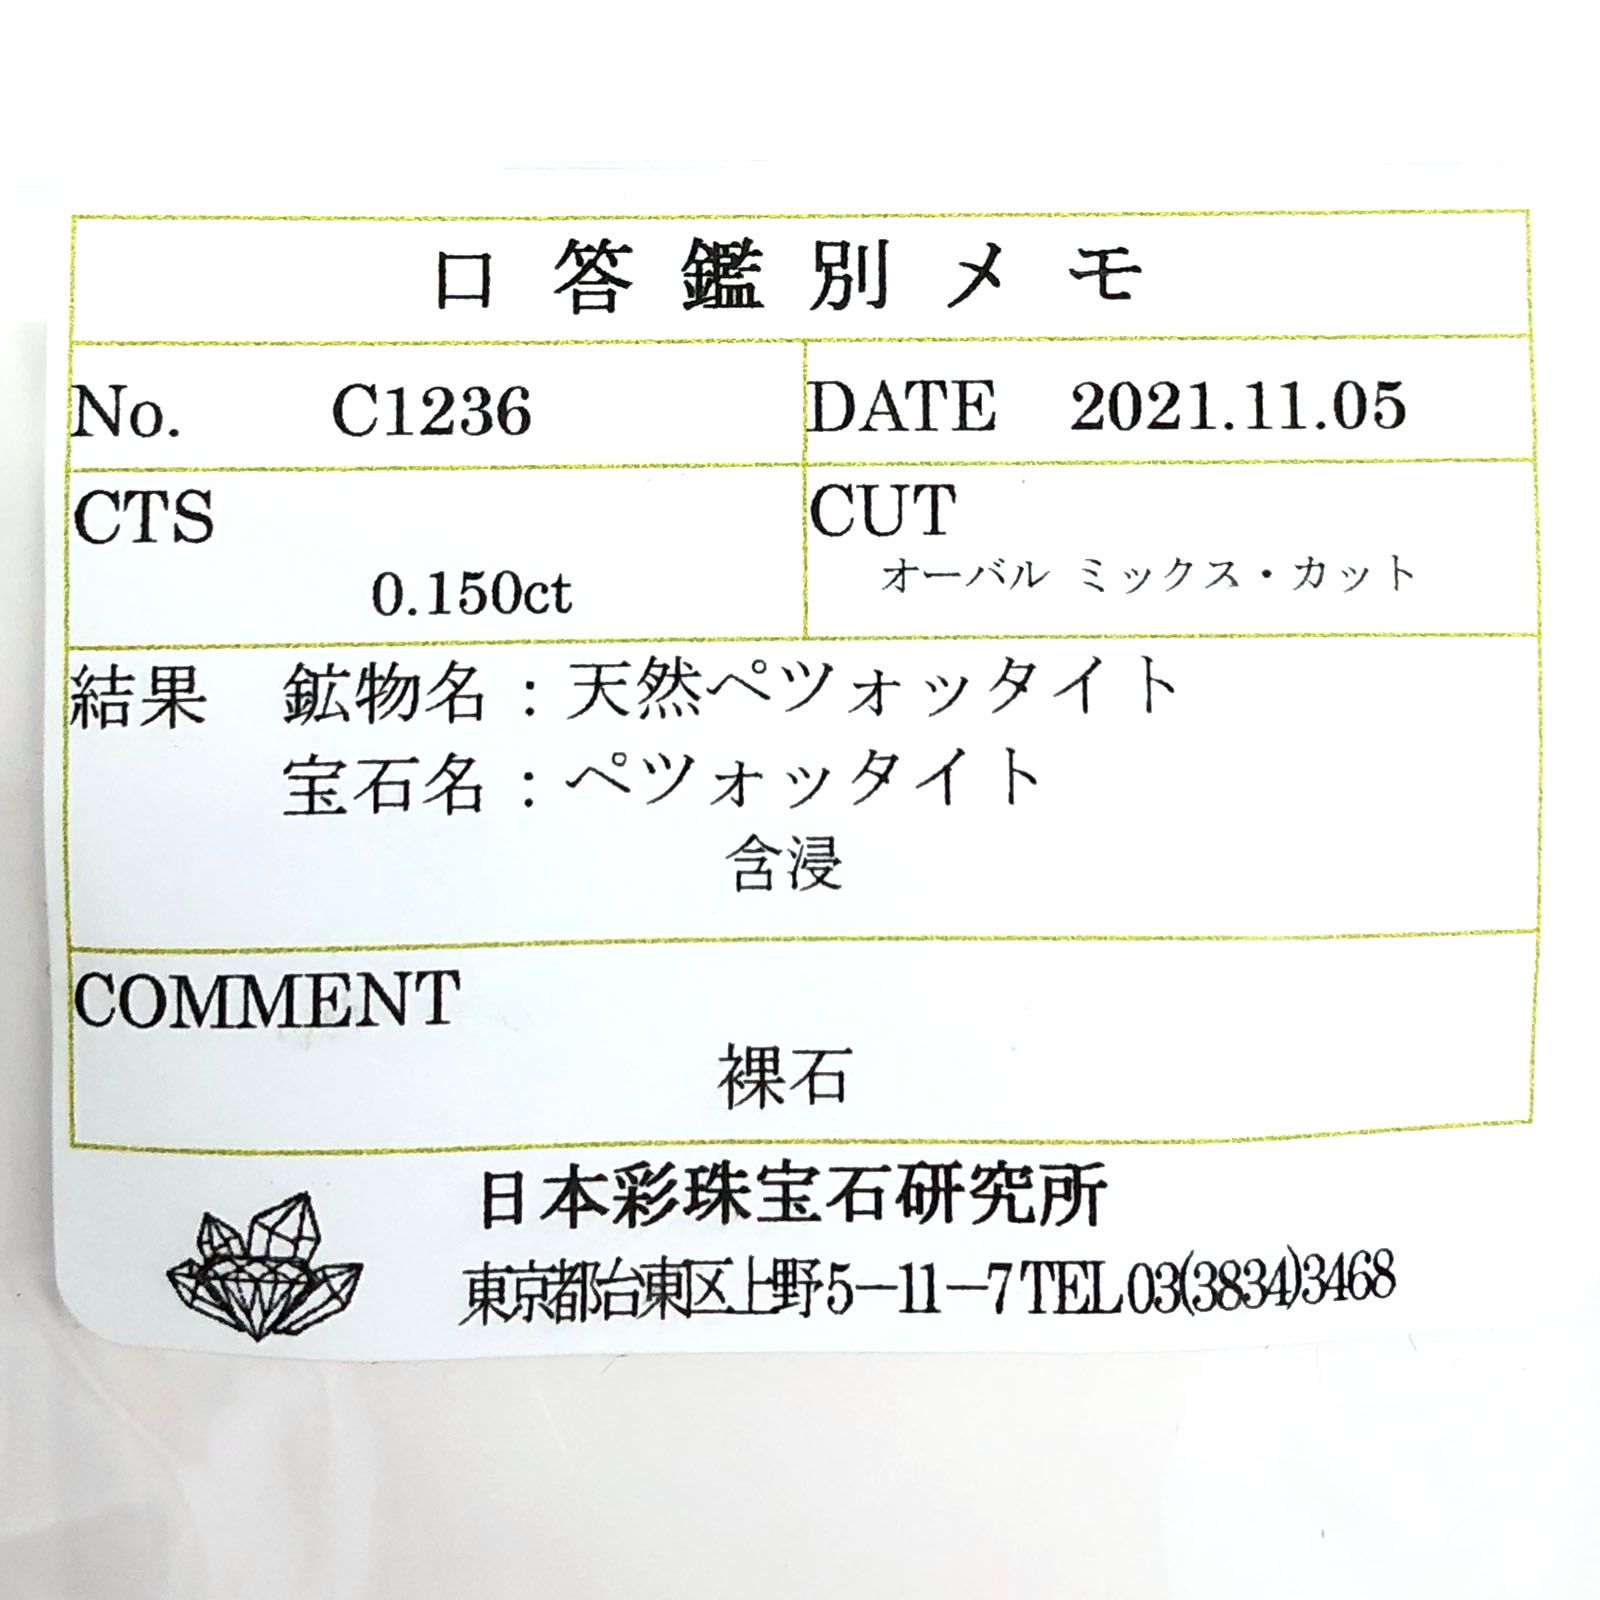 口答鑑別メモ
No. C1236 DATE 2021.11.05
CTS CUT
0.150ct オーバル ミックス・カット
結果 鉱物名：天然ペツォッタイト
宝石名：ペツォッタイト
含浸
COMMENT
裸石
日本彩珠宝石研究所
東京都台東区上野5－11－7 TEL 03(3834)3468